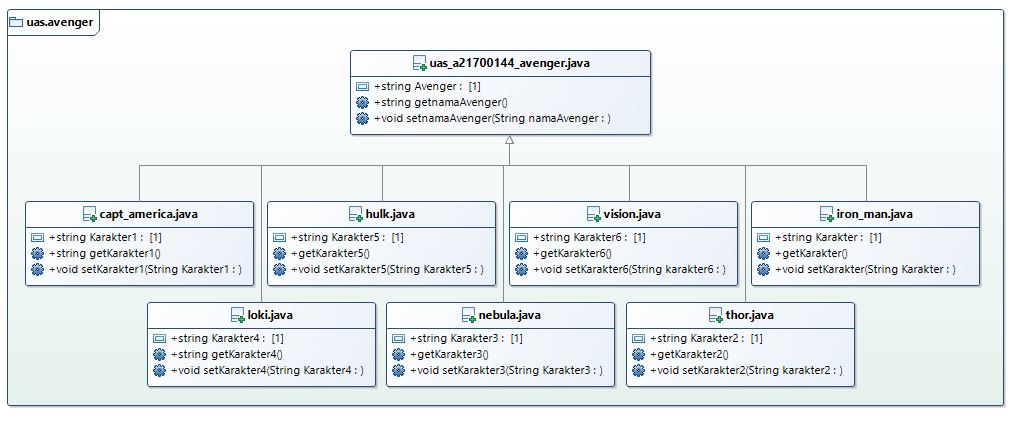 uas.avenger
uas_a21700144_avenger.java
+string Avenger : [1]
+string getnamaAvenger()
+void setnamaAvenger(String namaAvenger : )
capt_america.java
+string Karakter1 : [1]
+string getKarakter1()
+void setKarakter1(String Karakter1 : )
hulk.java
+string Karakter5 : [1]
+getKarakter5()
+void setKarakter5(String Karakter5 : )
vision.java
+string Karakter6 : [1]
+getKarakter6()
+void setKarakter6(String karakter6 : )
iron_man.java
+string Karakter : [1]
+getKarakter()
+void setKarakter(String Karakter : )
loki.java
+string Karakter4 : [1]
+string getKarakter4()
+void setKarakter4(String Karakter4 : )
nebula.java
+string Karakter3 : [1]
+getKarakter3()
+void setKarakter3(String Karakter3 : )
thor.java
+string Karakter2 : [1]
+getKarakter2()
+void setKarakter2(String karakter2 : )